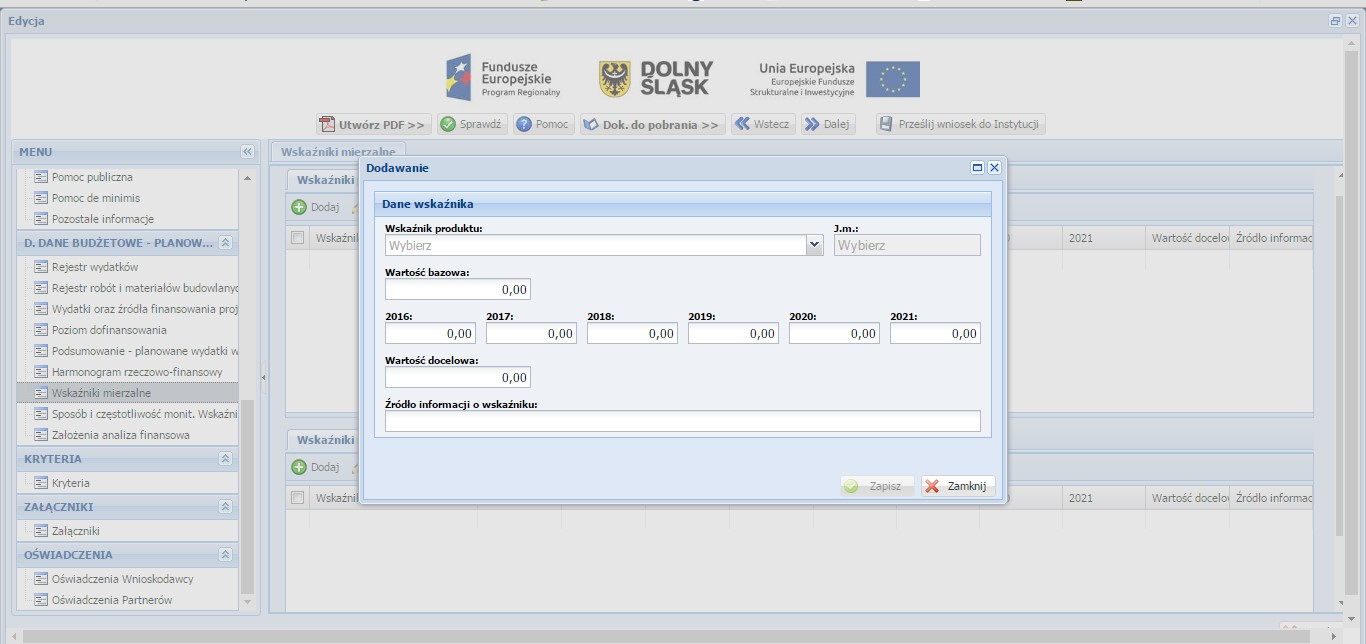 Edycja
Fundusze
Europejskie
Program Regionalny
DOLNY
ŚLĄSK
Unia Europejska
Europejskie Fundusze
Strukturalne i Inwestycyjne
Utwórz PDF >> Sprawdź Pomoc Dok. do pobrania >> Wstecz Dalej Prześlij wniosek do Instytucji
MENU
Pomoc publiczna
Pomoc de minimis
Pozostałe informacje
D. DANE BUDŻETOWE - PLANOW...
Rejestr wydatków
Rejestr robót i materiałów budowlanyc
Wydatki oraz źródła finansowania proj
Poziom dofinansowania
Podsumowanie - planowane wydatki w
Harmonogram rzeczowo-finansowy
Wskaźniki mierzalne
Sposób i częstotliwość monit. Wskaźni
Założenia analiza finansowa
KRYTERIA
Kryteria
ZAŁĄCZNIKI
Załączniki
OŚWIADCZENIA
Oświadczenia Wnioskodawcy
Oświadczenia Partnerów
Wskaźniki mierzalne
Wskaźniki
Dodaj
Wskaźnil 2021 Wartość docelov Źródło informac
Dodawanie
Dane wskaźnika
Wskaźnik produktu: J.m.:
Wybierz Wybierz
Wartość bazowa:
0,00
2016: 2017: 2018: 2019: 2020: 2021:
0,00 0,00 0,00 0,00 0,00 0,00
Wartość docelowa:
0,00
Źródło informacji o wskaźniku:
Zapisz Zamknij
Wskaźniki
Dodaj
Wskaźnil 2021 Wartość docelov Źródło informac